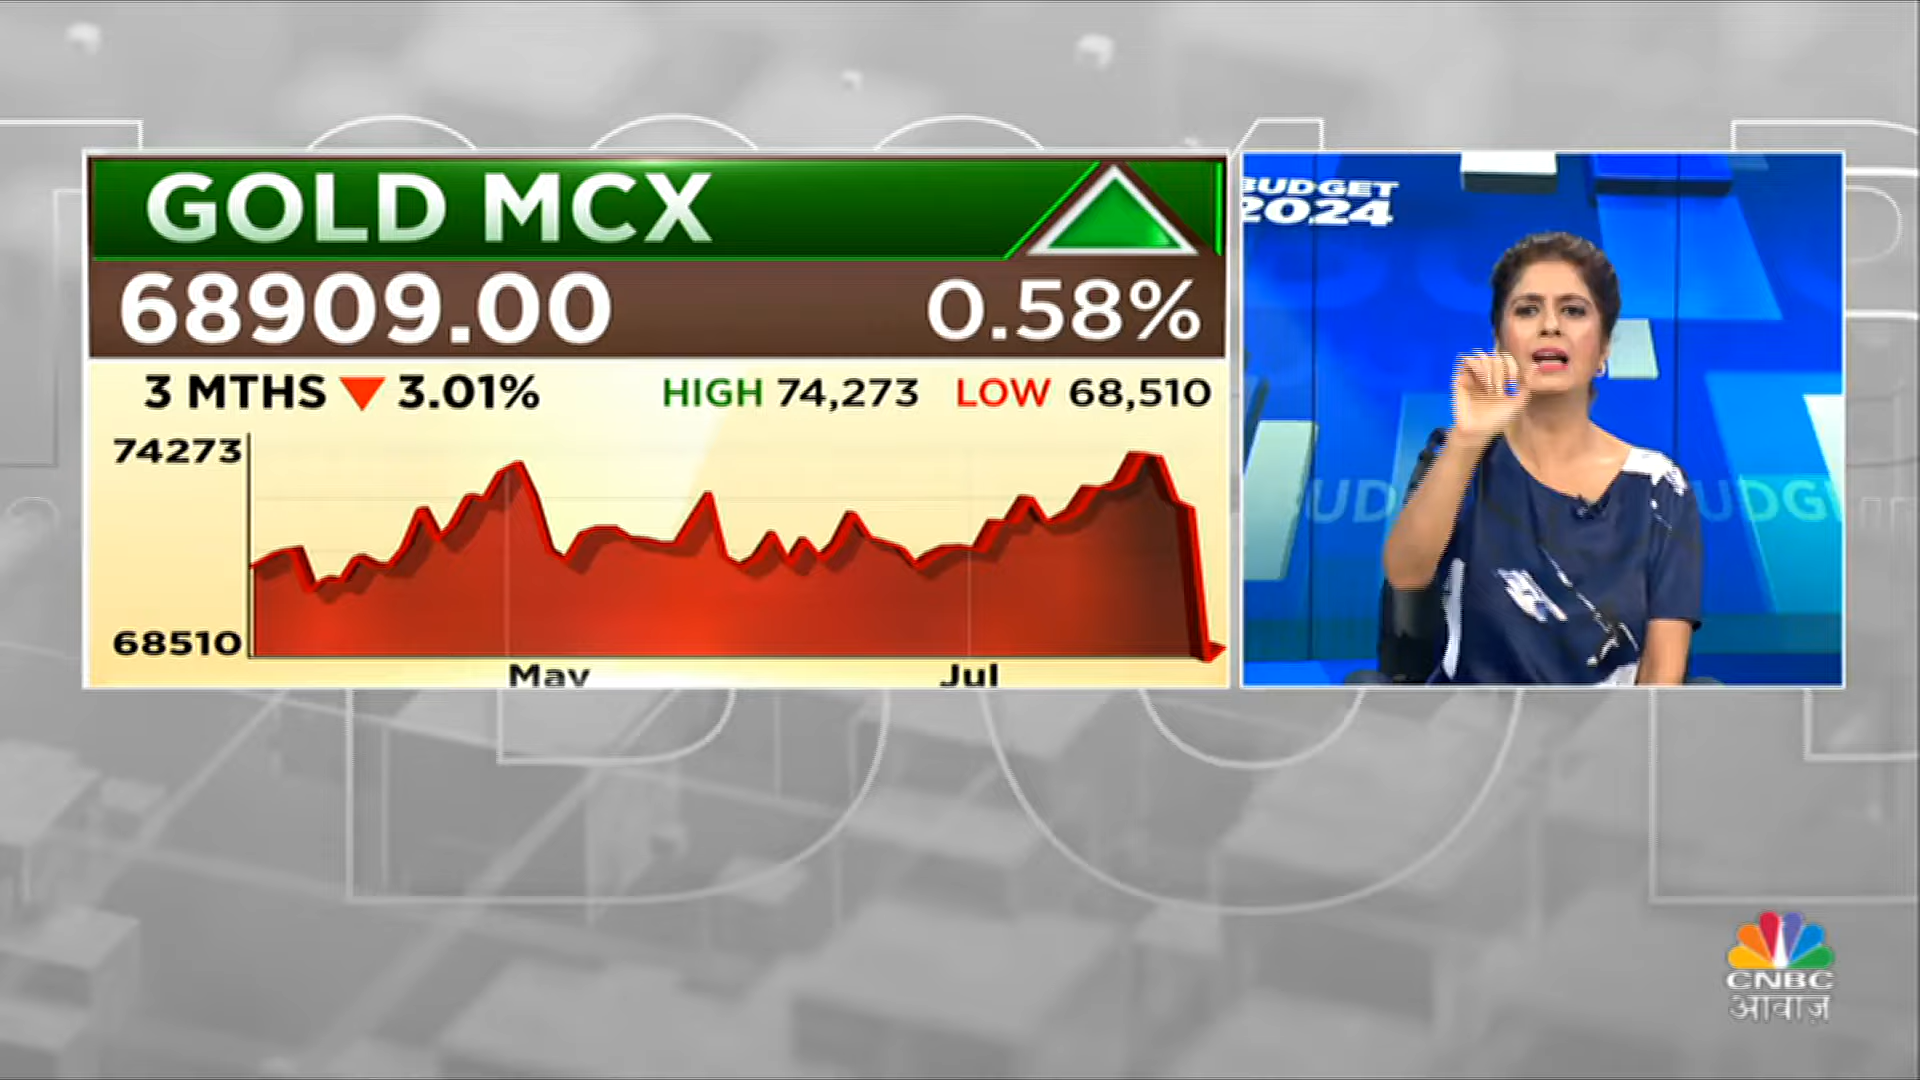 GOLD MCX
68909.00 0.58%
3 MTHS ▼ 3.01% HIGH 74,273 LOW 68,510
74273
68510
May Jul
BUDGET
2024
CNBC
आवाज़